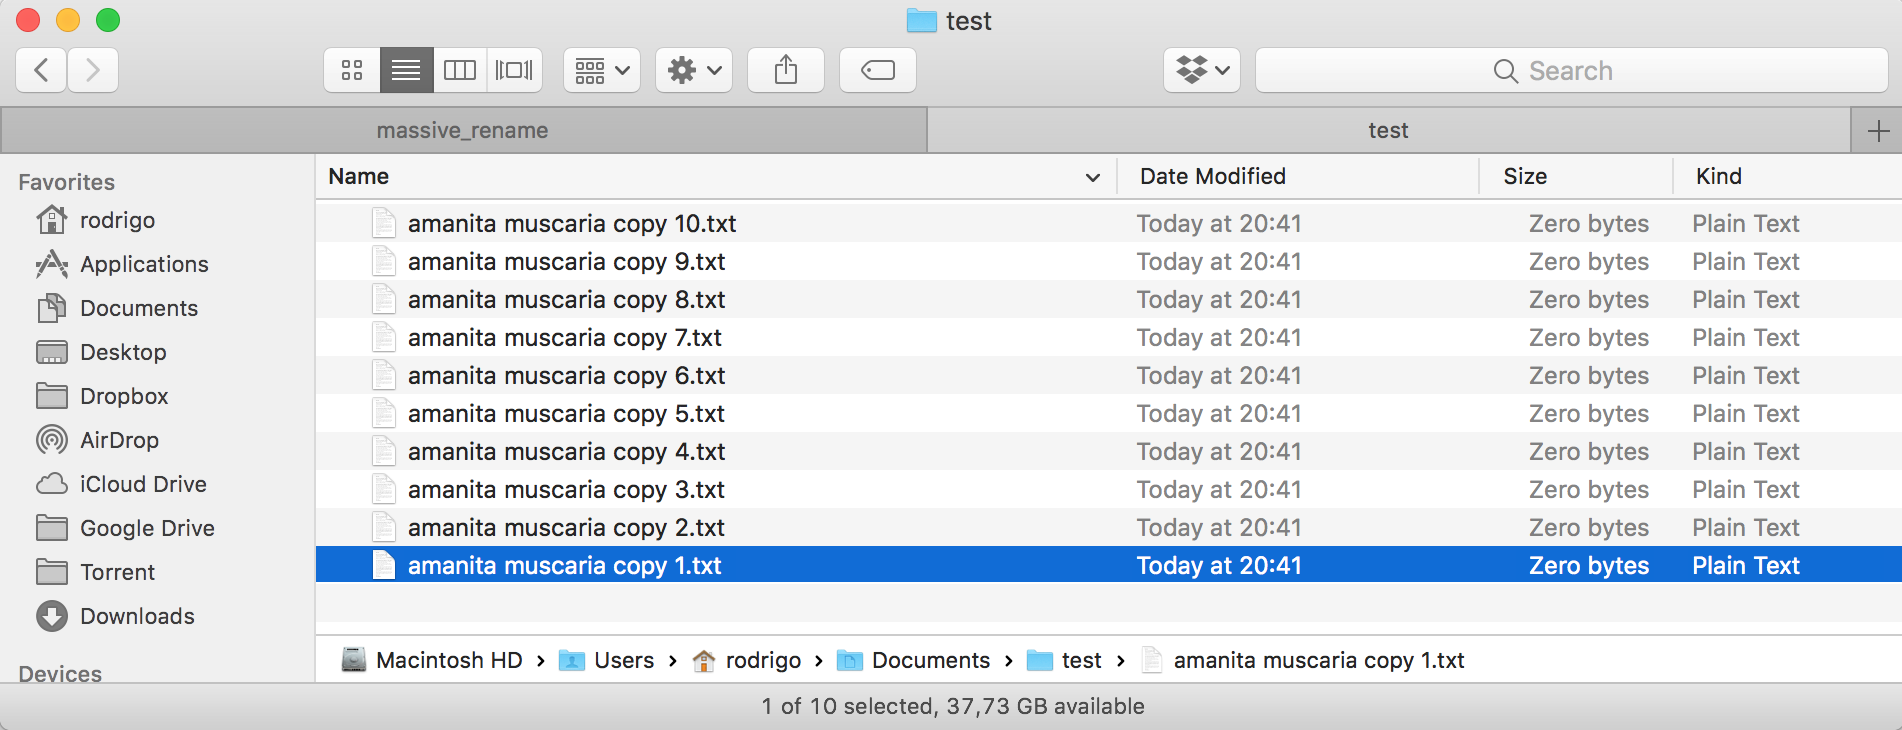 test
Search
massive_rename test
Favorites
rodrigo
Applications
Documents
Desktop
Dropbox
AirDrop
iCloud Drive
Google Drive
Torrent
Downloads
Devices
Name Date Modified Size Kind
amanita muscaria copy 10.txt Today at 20:41 Zero bytes Plain Text
amanita muscaria copy 9.txt Today at 20:41 Zero bytes Plain Text
amanita muscaria copy 8.txt Today at 20:41 Zero bytes Plain Text
amanita muscaria copy 7.txt Today at 20:41 Zero bytes Plain Text
amanita muscaria copy 6.txt Today at 20:41 Zero bytes Plain Text
amanita muscaria copy 5.txt Today at 20:41 Zero bytes Plain Text
amanita muscaria copy 4.txt Today at 20:41 Zero bytes Plain Text
amanita muscaria copy 3.txt Today at 20:41 Zero bytes Plain Text
amanita muscaria copy 2.txt Today at 20:41 Zero bytes Plain Text
amanita muscaria copy 1.txt Today at 20:41 Zero bytes Plain Text
Macintosh HD › Users › rodrigo › Documents › test › amanita muscaria copy 1.txt
1 of 10 selected, 37,73 GB available